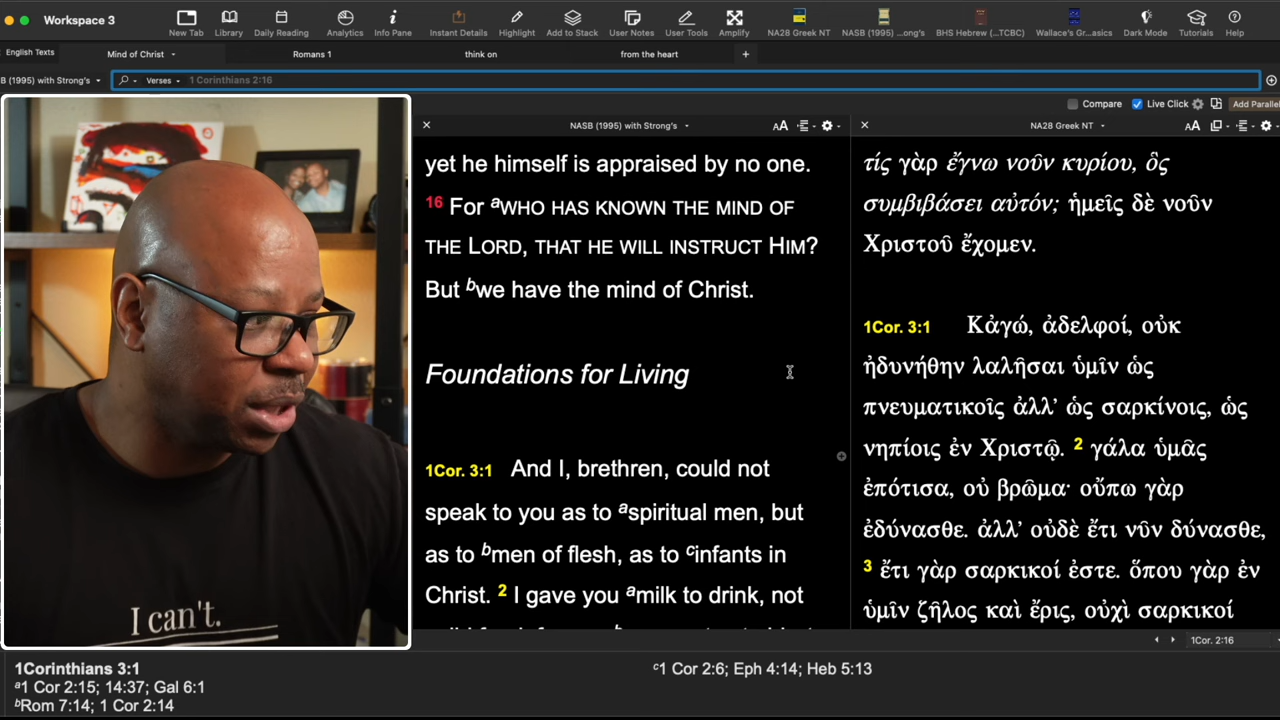 Workspace 3
New Tab
Library
Daily Reading
Analytics
Info Pane
Instant Details
Highlight
Add to Stack
User Notes
User Tools
Amplify
NA28 Greek NT
NASB (1995) ...ong's
BHS Hebrew (...TCBC)
Wallace's Gr...asics
Dark Mode
Tutorials
Help
English Texts
Mind of Christ
Romans 1
think on
from the heart
B (1995) with Strong's
Verses
1 Corinthians 2:16
Compare
Live Click
Add Paralle
NASB (1995) with Strong's
yet he himself is appraised by no one.
16 For aWHO HAS KNOWN THE MIND OF
THE LORD, THAT HE WILL INSTRUCT HIM?
But bwe have the mind of Christ.
Foundations for Living
1Cor. 3:1 And I, brethren, could not
speak to you as to aspiritual men, but
as to bmen of flesh, as to cinfants in
Christ. 2 I gave you amilk to drink, not
NA28 Greek NT
τίς γὰρ ἔγνω νοῦν κυρίου, ὃς
συμβιβάσει αὐτόν; ἡμεῖς δὲ νοῦν
Χριστοῦ ἔχομεν.
1Cor. 3:1 Κἀγώ, ἀδελφοί, οὐκ
ἠδυνήθην λαλῆσαι ὑμῖν ὡς
πνευματικοῖς ἀλλ’ ὡς σαρκίνοις, ὡς
νηπίοις ἐν Χριστῷ. 2 γάλα ὑμᾶς
ἐπότισα, οὐ βρῶμα· οὔπω γὰρ
ἐδύνασθε. ἀλλ’ οὐδὲ ἔτι νῦν δύνασθε,
3 ἔτι γὰρ σαρκικοί ἐστε. ὅπου γὰρ ἐν
ὑμῖν ζῆλος καὶ ἔρις, οὐχὶ σαρκικοί
1Cor. 2:16
I can't.
1Corinthians 3:1
a1 Cor 2:15; 14:37; Gal 6:1
bRom 7:14; 1 Cor 2:14
c1 Cor 2:6; Eph 4:14; Heb 5:13